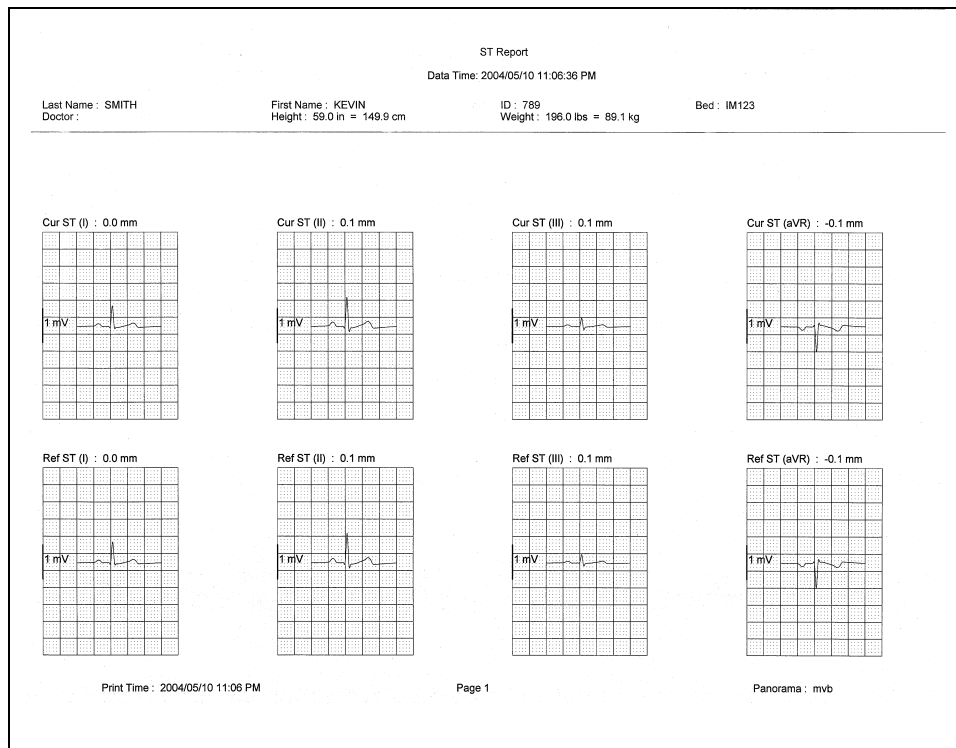 ST Report
Data Time: 2004/05/10 11:06:36 PM
Last Name : SMITH First Name : KEVIN ID : 789 Bed : IM123
Doctor : Height : 59.0 in = 149.9 cm Weight : 196.0 lbs = 89.1 kg
Cur ST (I) : 0.0 mm Cur ST (II) : 0.1 mm Cur ST (III) : 0.1 mm Cur ST (aVR) : -0.1 mm
1 mV 1 mV 1 mV 1 mV
Ref ST (I) : 0.0 mm Ref ST (II) : 0.1 mm Ref ST (III) : 0.1 mm Ref ST (aVR) : -0.1 mm
1 mV 1 mV 1 mV 1 mV
Print Time : 2004/05/10 11:06 PM Page 1 Panorama : mvb